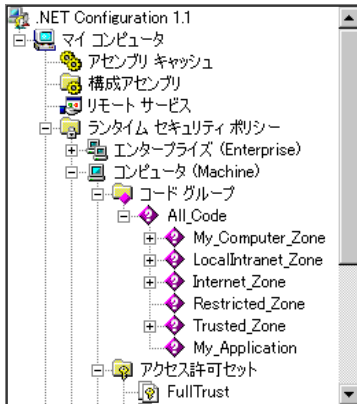 .NET Configuration 1.1
マイ コンピュータ
アセンブリ キャッシュ
構成アセンブリ
リモート サービス
ランタイム セキュリティ ポリシー
エンタープライズ (Enterprise)
コンピュータ (Machine)
コード グループ
All_Code
My_Computer_Zone
LocalIntranet_Zone
Internet_Zone
Restricted_Zone
Trusted_Zone
My_Application
アクセス許可セット
FullTrust